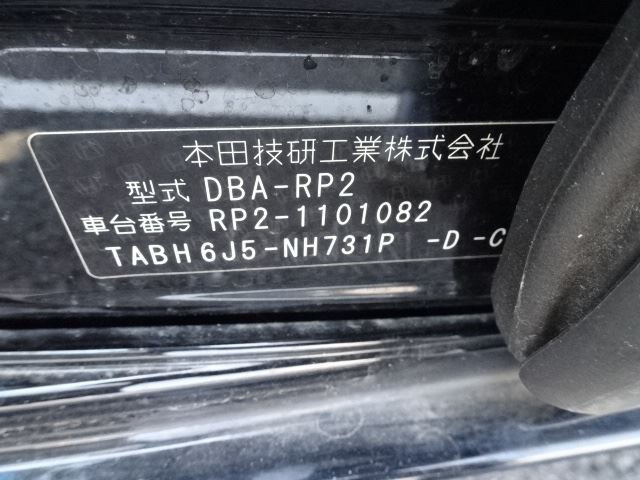 本田技研工業株式会社
型式 DBA-RP2
車台番号 RP2-1101082
TABH6J5-NH731P -D -C